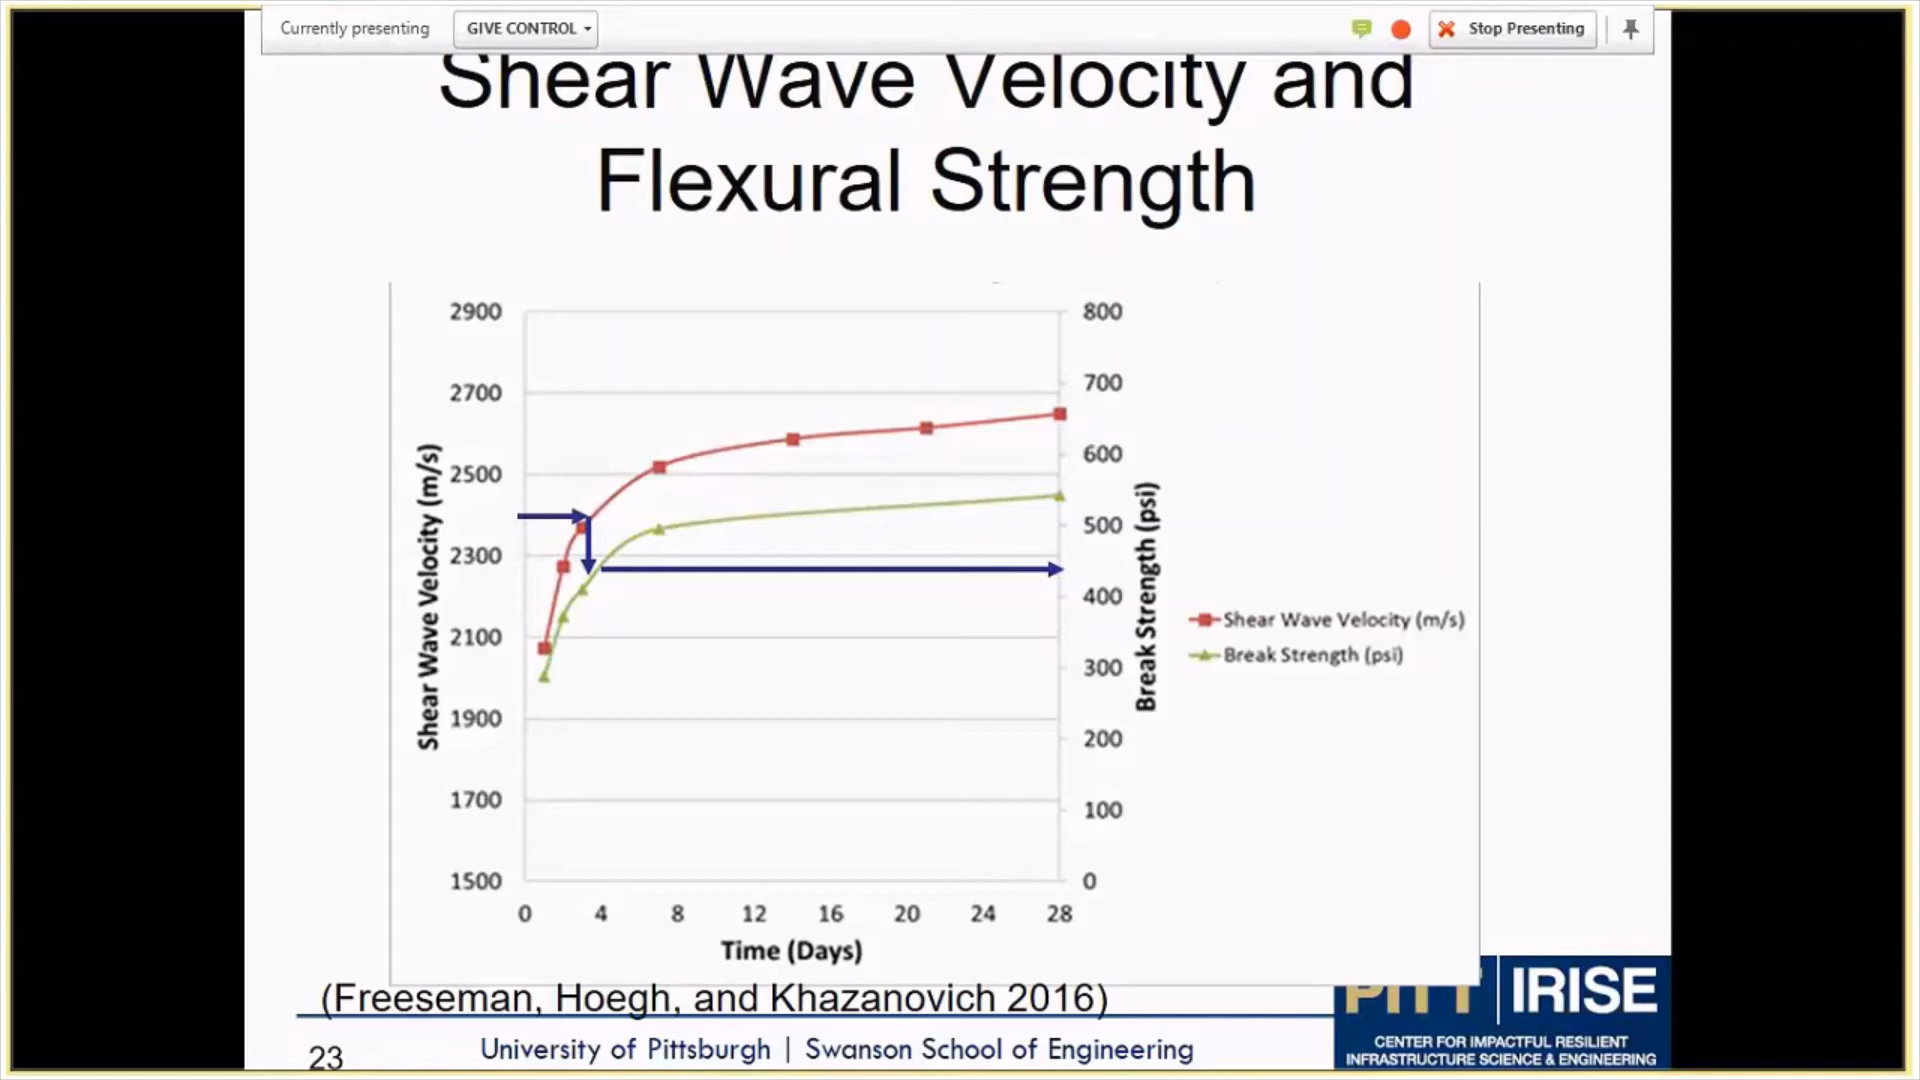 Currently presenting
GIVE CONTROL
Stop Presenting
Shear Wave Velocity and
Flexural Strength
2900
2700
2500
2300
2100
1900
1700
1500
Shear Wave Velocity (m/s)
800
700
600
500
400
300
200
100
0
Break Strength (psi)
Shear Wave Velocity (m/s)
Break Strength (psi)
0 4 8 12 16 20 24 28
Time (Days)
(Freeseman, Hoegh, and Khazanovich 2016)
23
University of Pittsburgh | Swanson School of Engineering
PITT | IRISE
CENTER FOR IMPACTFUL RESILIENT
INFRASTRUCTURE SCIENCE & ENGINEERING